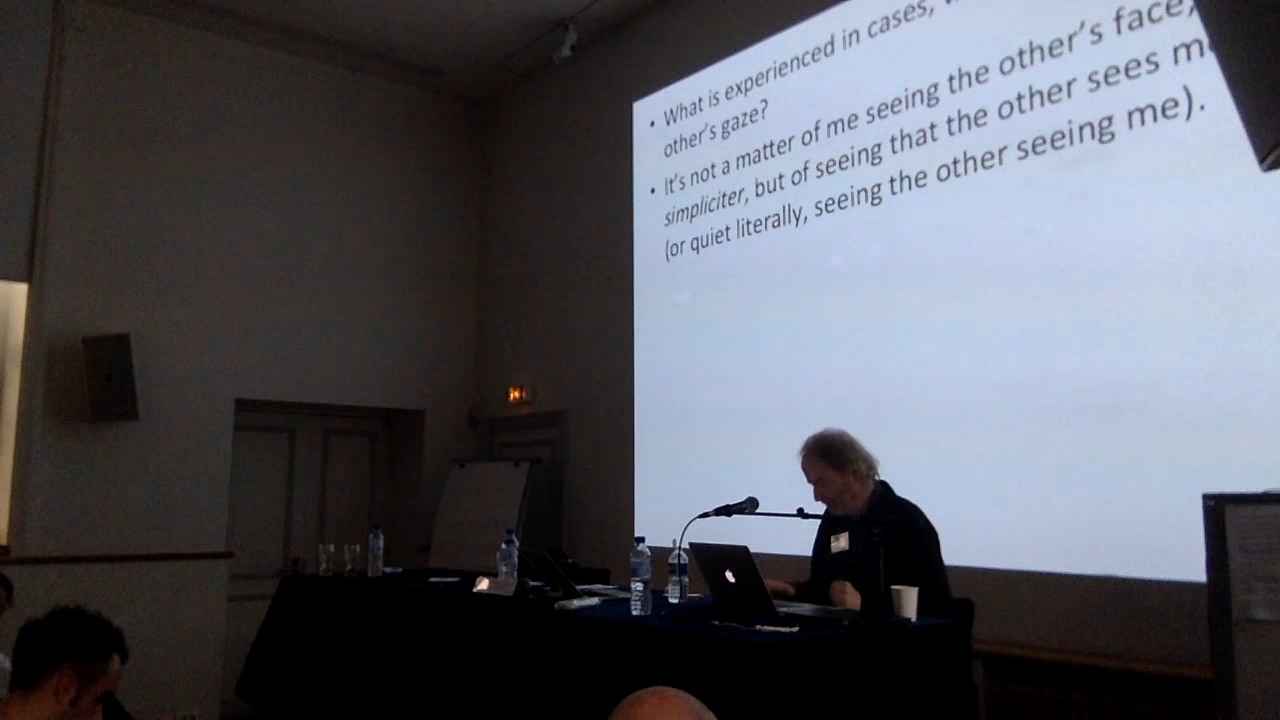 • What is experienced in cases,
other's gaze?
• It's not a matter of me seeing the other's face,
simpliciter, but of seeing that the other sees
(or quiet literally, seeing the other seeing me).